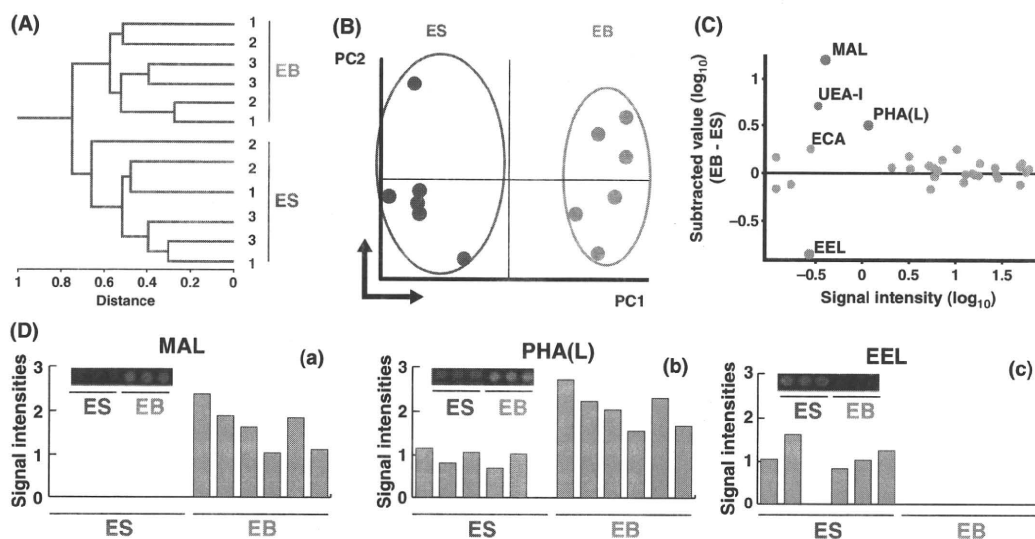 (A)
1
2
3
3
2
1
EB
2
2
1
3
3
1
ES
1 0.8 0.6 0.4 0.2 0
Distance
(B)
ES EB
PC2
PC1
(C)
Subtracted value (log10)
(EB - ES)
1
0.5
0
−0.5
MAL
UEA-I
PHA(L)
ECA
EEL
−0.5 0 0.5 1 1.5
Signal intensity (log10)
(D)
MAL
(a)
Signal intensities
3
2
1
0
ES EB
ES EB
PHA(L)
(b)
Signal intensities
3
2
1
0
ES EB
ES EB
EEL
(c)
Signal intensities
3
2
1
0
ES EB
ES EB